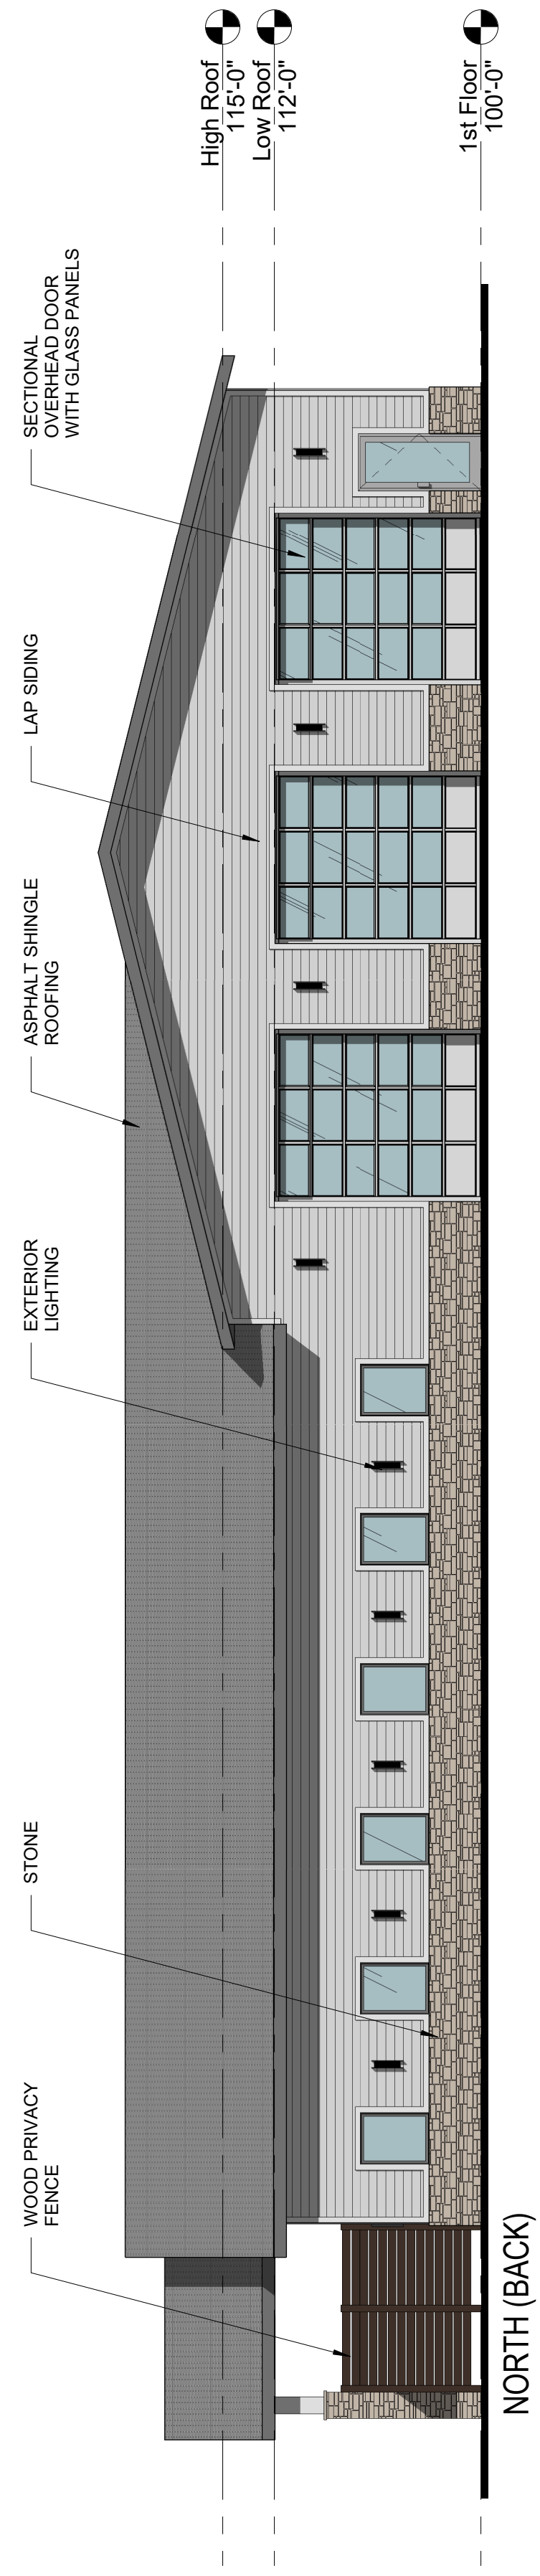 WOOD PRIVACY
FENCE
STONE
EXTERIOR
LIGHTING
ASPHALT SHINGLE
ROOFING
LAP SIDING
SECTIONAL
OVERHEAD DOOR
WITH GLASS PANELS
High Roof
115'-0"
Low Roof
112'-0"
1st Floor
100'-0"
NORTH (BACK)